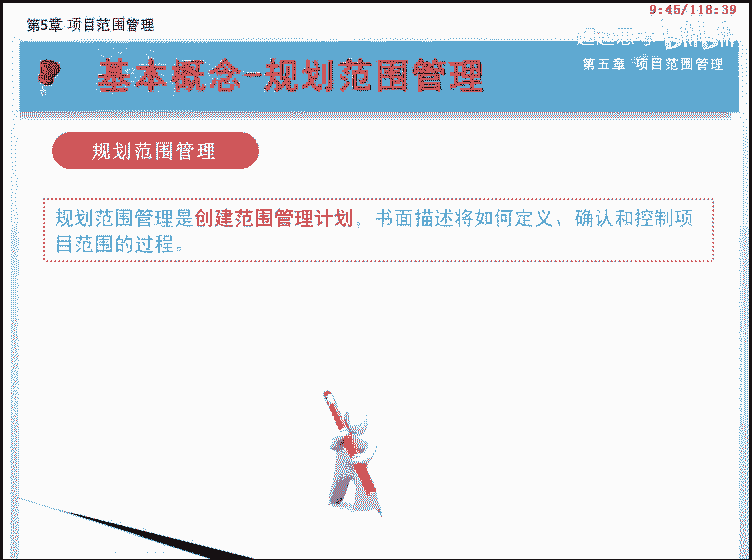 9:45/118:39
第5章 项目范围管理
基本概念-规划范围管理
第五章 项目范围管理
规划范围管理
规划范围管理是创建范围管理计划，书面描述将如何定义、确认和控制项
目范围的过程。